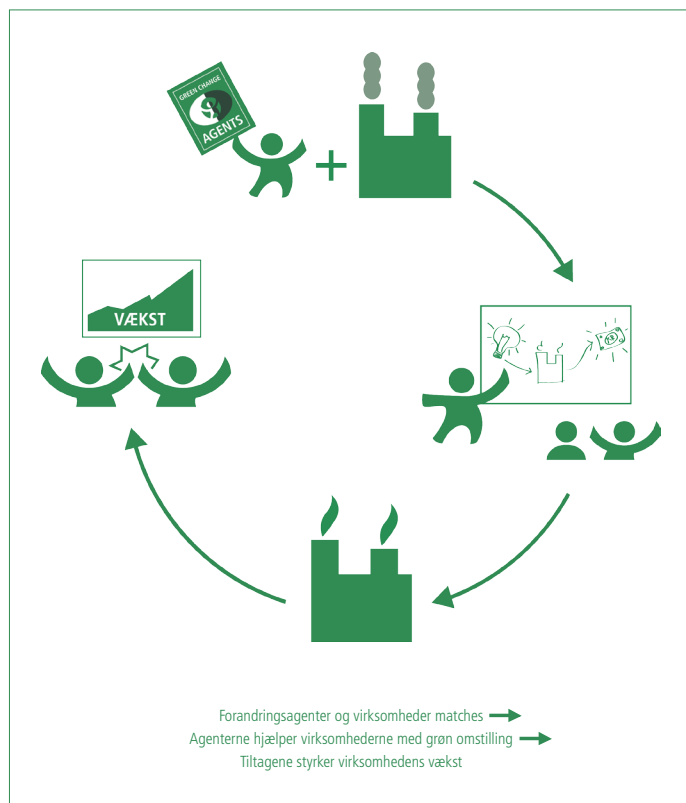 GREEN CHANGE
AGENTS
VÆKST
Forandringsagenter og virksomheder matches
Agenterne hjælper virksomhederne med grøn omstilling
Tiltagene styrker virksomhedens vækst